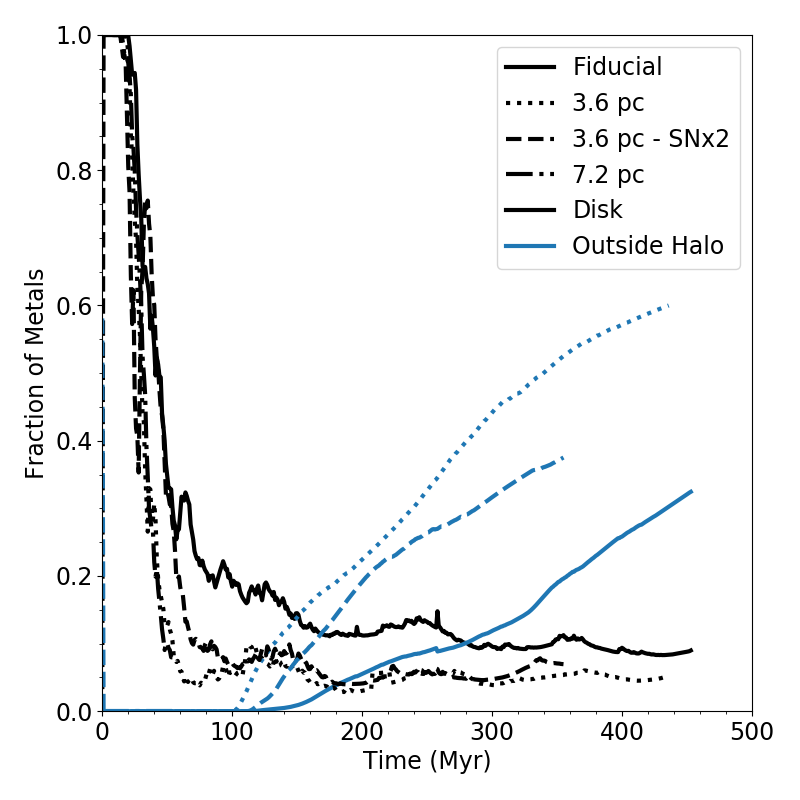 Fiducial
3.6 pc
3.6 pc - SNx2
7.2 pc
Disk
Outside Halo
Fraction of Metals
1.0
0.8
0.6
0.4
0.2
0.0
0 100 200 300 400 500
Time (Myr)